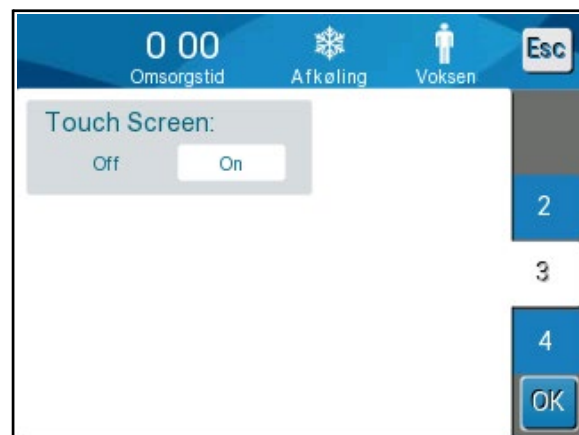 0 00
Omsorgstid
Afkøling
Voksen
Esc
Touch Screen:
Off On
2
3
4
OK